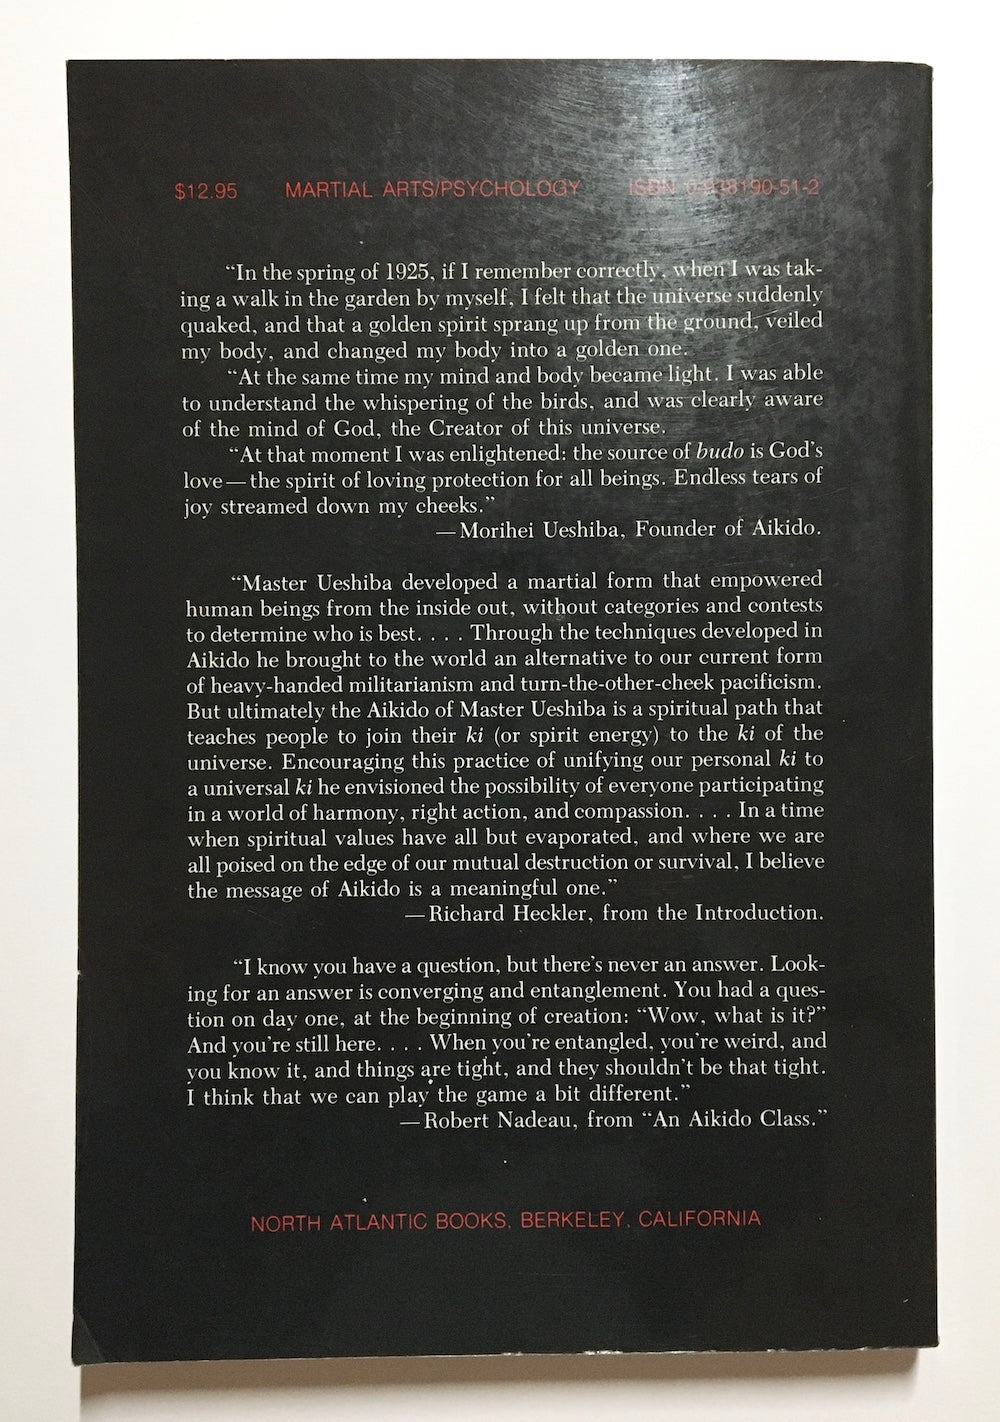 $12.95 MARTIAL ARTS/PSYCHOLOGY ISBN 0-938190-51-2
“In the spring of 1925, if I remember correctly, when I was tak-
ing a walk in the garden by myself, I felt that the universe suddenly
quaked, and that a golden spirit sprang up from the ground, veiled
my body, and changed my body into a golden one.
“At the same time my mind and body became light. I was able
to understand the whispering of the birds, and was clearly aware
of the mind of God, the Creator of this universe.
“At that moment I was enlightened: the source of budo is God’s
love—the spirit of loving protection for all beings. Endless tears of
joy streamed down my cheeks.”
—Morihei Ueshiba, Founder of Aikido.
“Master Ueshiba developed a martial form that empowered
human beings from the inside out, without categories and contests
to determine who is best. . . . Through the techniques developed in
Aikido he brought to the world an alternative to our current form
of heavy-handed militarianism and turn-the-other-cheek pacificism.
But ultimately the Aikido of Master Ueshiba is a spiritual path that
teaches people to join their ki (or spirit energy) to the ki of the
universe. Encouraging this practice of unifying our personal ki to
a universal ki he envisioned the possibility of everyone participating
in a world of harmony, right action, and compassion. . . . In a time
when spiritual values have all but evaporated, and where we are
all poised on the edge of our mutual destruction or survival, I believe
the message of Aikido is a meaningful one.”
—Richard Heckler, from the Introduction.
“I know you have a question, but there’s never an answer. Look-
ing for an answer is converging and entanglement. You had a ques-
tion on day one, at the beginning of creation: “Wow, what is it?”
And you’re still here. . . . When you’re entangled, you’re weird, and
you know it, and things are tight, and they shouldn’t be that tight.
I think that we can play the game a bit different.”
—Robert Nadeau, from “An Aikido Class.”
NORTH ATLANTIC BOOKS, BERKELEY, CALIFORNIA